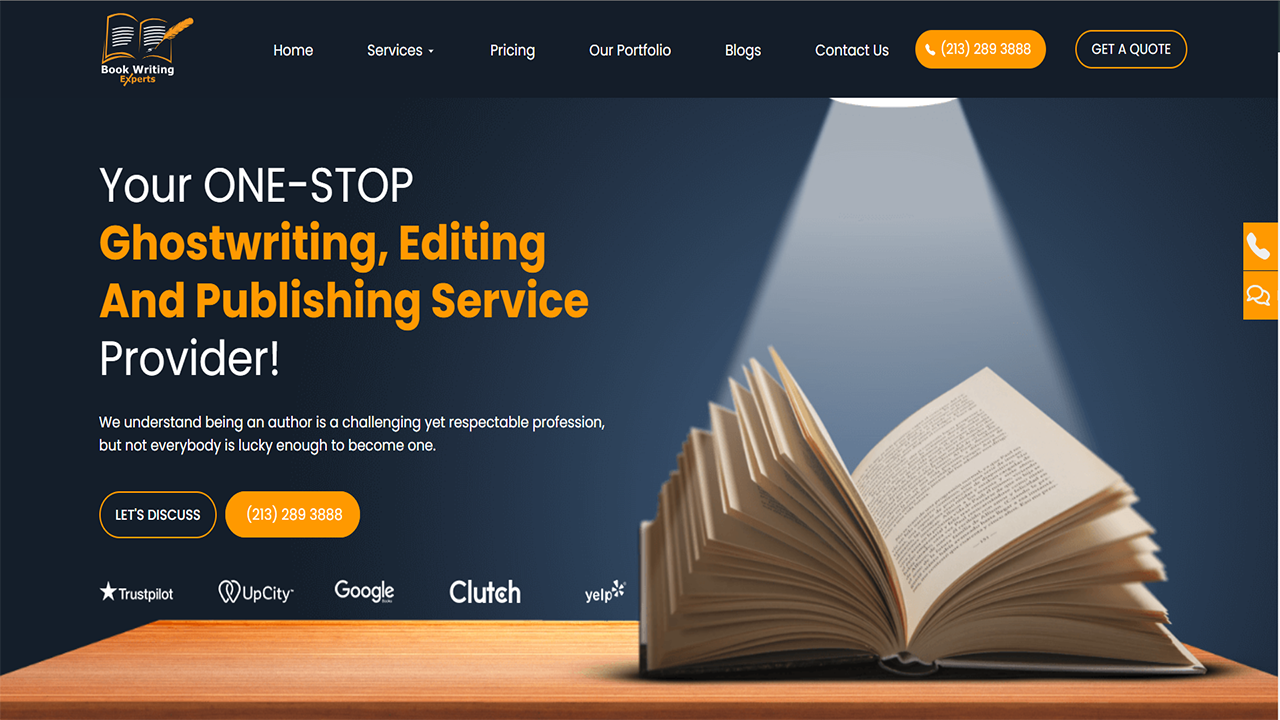 Book Writing
Experts
Home
Services
Pricing
Our Portfolio
Blogs
Contact Us
(213) 289 3888
GET A QUOTE
Your ONE-STOP
Ghostwriting, Editing
And Publishing Service
Provider!
We understand being an author is a challenging yet respectable profession,
but not everybody is lucky enough to become one.
LET'S DISCUSS
(213) 289 3888
Trustpilot
UpCity
Google
Clutch
yelp